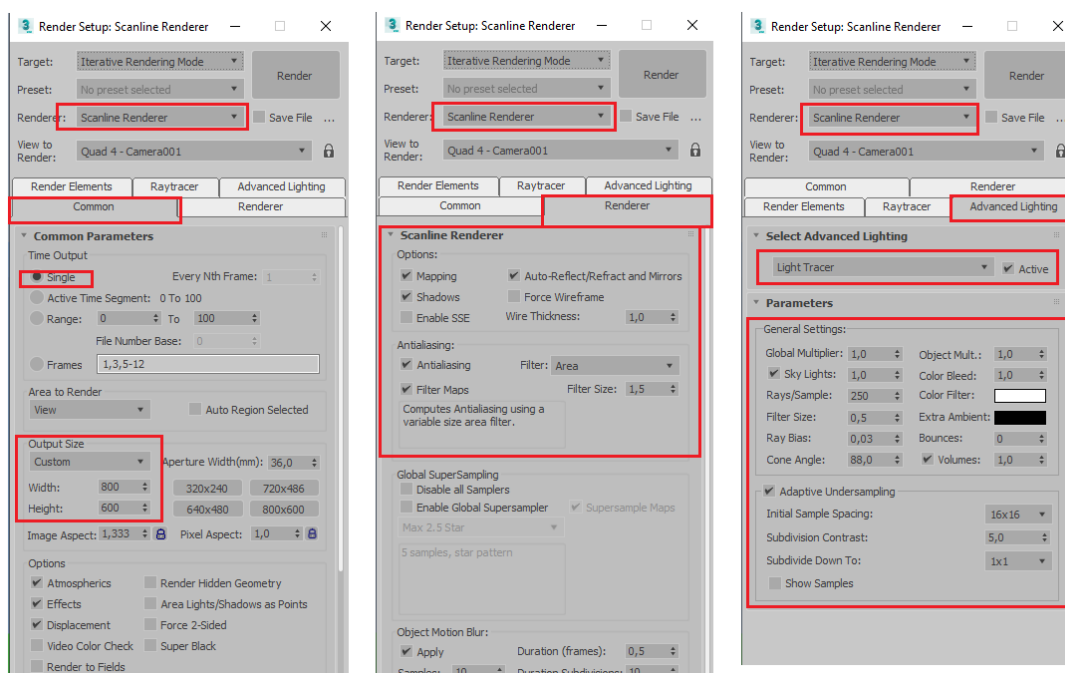 Render Setup: Scanline Renderer
Target: Iterative Rendering Mode
Render
Preset: No preset selected
Renderer: Scanline Renderer Save File ...
View to Render: Quad 4 - Camera001
Render Elements Raytracer Advanced Lighting
Common Renderer
Common Parameters
Time Output
Single Every Nth Frame: 1
Active Time Segment: 0 To 100
Range: 0 To 100
File Number Base: 0
Frames 1,3,5-12
Area to Render
View Auto Region Selected
Output Size
Custom Aperture Width(mm): 36,0
Width: 800 320x240 720x486
Height: 600 640x480 800x600
Image Aspect: 1,333 Pixel Aspect: 1,0
Options
Atmospherics Render Hidden Geometry
Effects Area Lights/Shadows as Points
Displacement Force 2-Sided
Video Color Check Super Black
Render to Fields
Render Setup: Scanline Renderer
Target: Iterative Rendering Mode
Render
Preset: No preset selected
Renderer: Scanline Renderer Save File ...
View to Render: Quad 4 - Camera001
Render Elements Raytracer Advanced Lighting
Common Renderer
Scanline Renderer
Options:
Mapping Auto-Reflect/Refract and Mirrors
Shadows Force Wireframe
Enable SSE Wire Thickness: 1,0
Antialiasing:
Antialiasing Filter: Area
Filter Maps Filter Size: 1,5
Computes Antialiasing using a
variable size area filter.
Global SuperSampling
Disable all Samplers
Enable Global Supersampler Supersample Maps
Max 2.5 Star
5 samples, star pattern
Object Motion Blur:
Apply Duration (frames): 0,5
Samples: 10 Duration Subdivisions: 10
Render Setup: Scanline Renderer
Target: Iterative Rendering Mode
Render
Preset: No preset selected
Renderer: Scanline Renderer Save File ...
View to Render: Quad 4 - Camera001
Common Renderer
Render Elements Raytracer Advanced Lighting
Select Advanced Lighting
Light Tracer Active
Parameters
General Settings:
Global Multiplier: 1,0 Object Mult.: 1,0
Sky Lights: 1,0 Color Bleed: 1,0
Rays/Sample: 250 Color Filter:
Filter Size: 0,5 Extra Ambient:
Ray Bias: 0,03 Bounces: 0
Cone Angle: 88,0 Volumes: 1,0
Adaptive Undersampling
Initial Sample Spacing: 16x16
Subdivision Contrast: 5,0
Subdivide Down To: 1x1
Show Samples